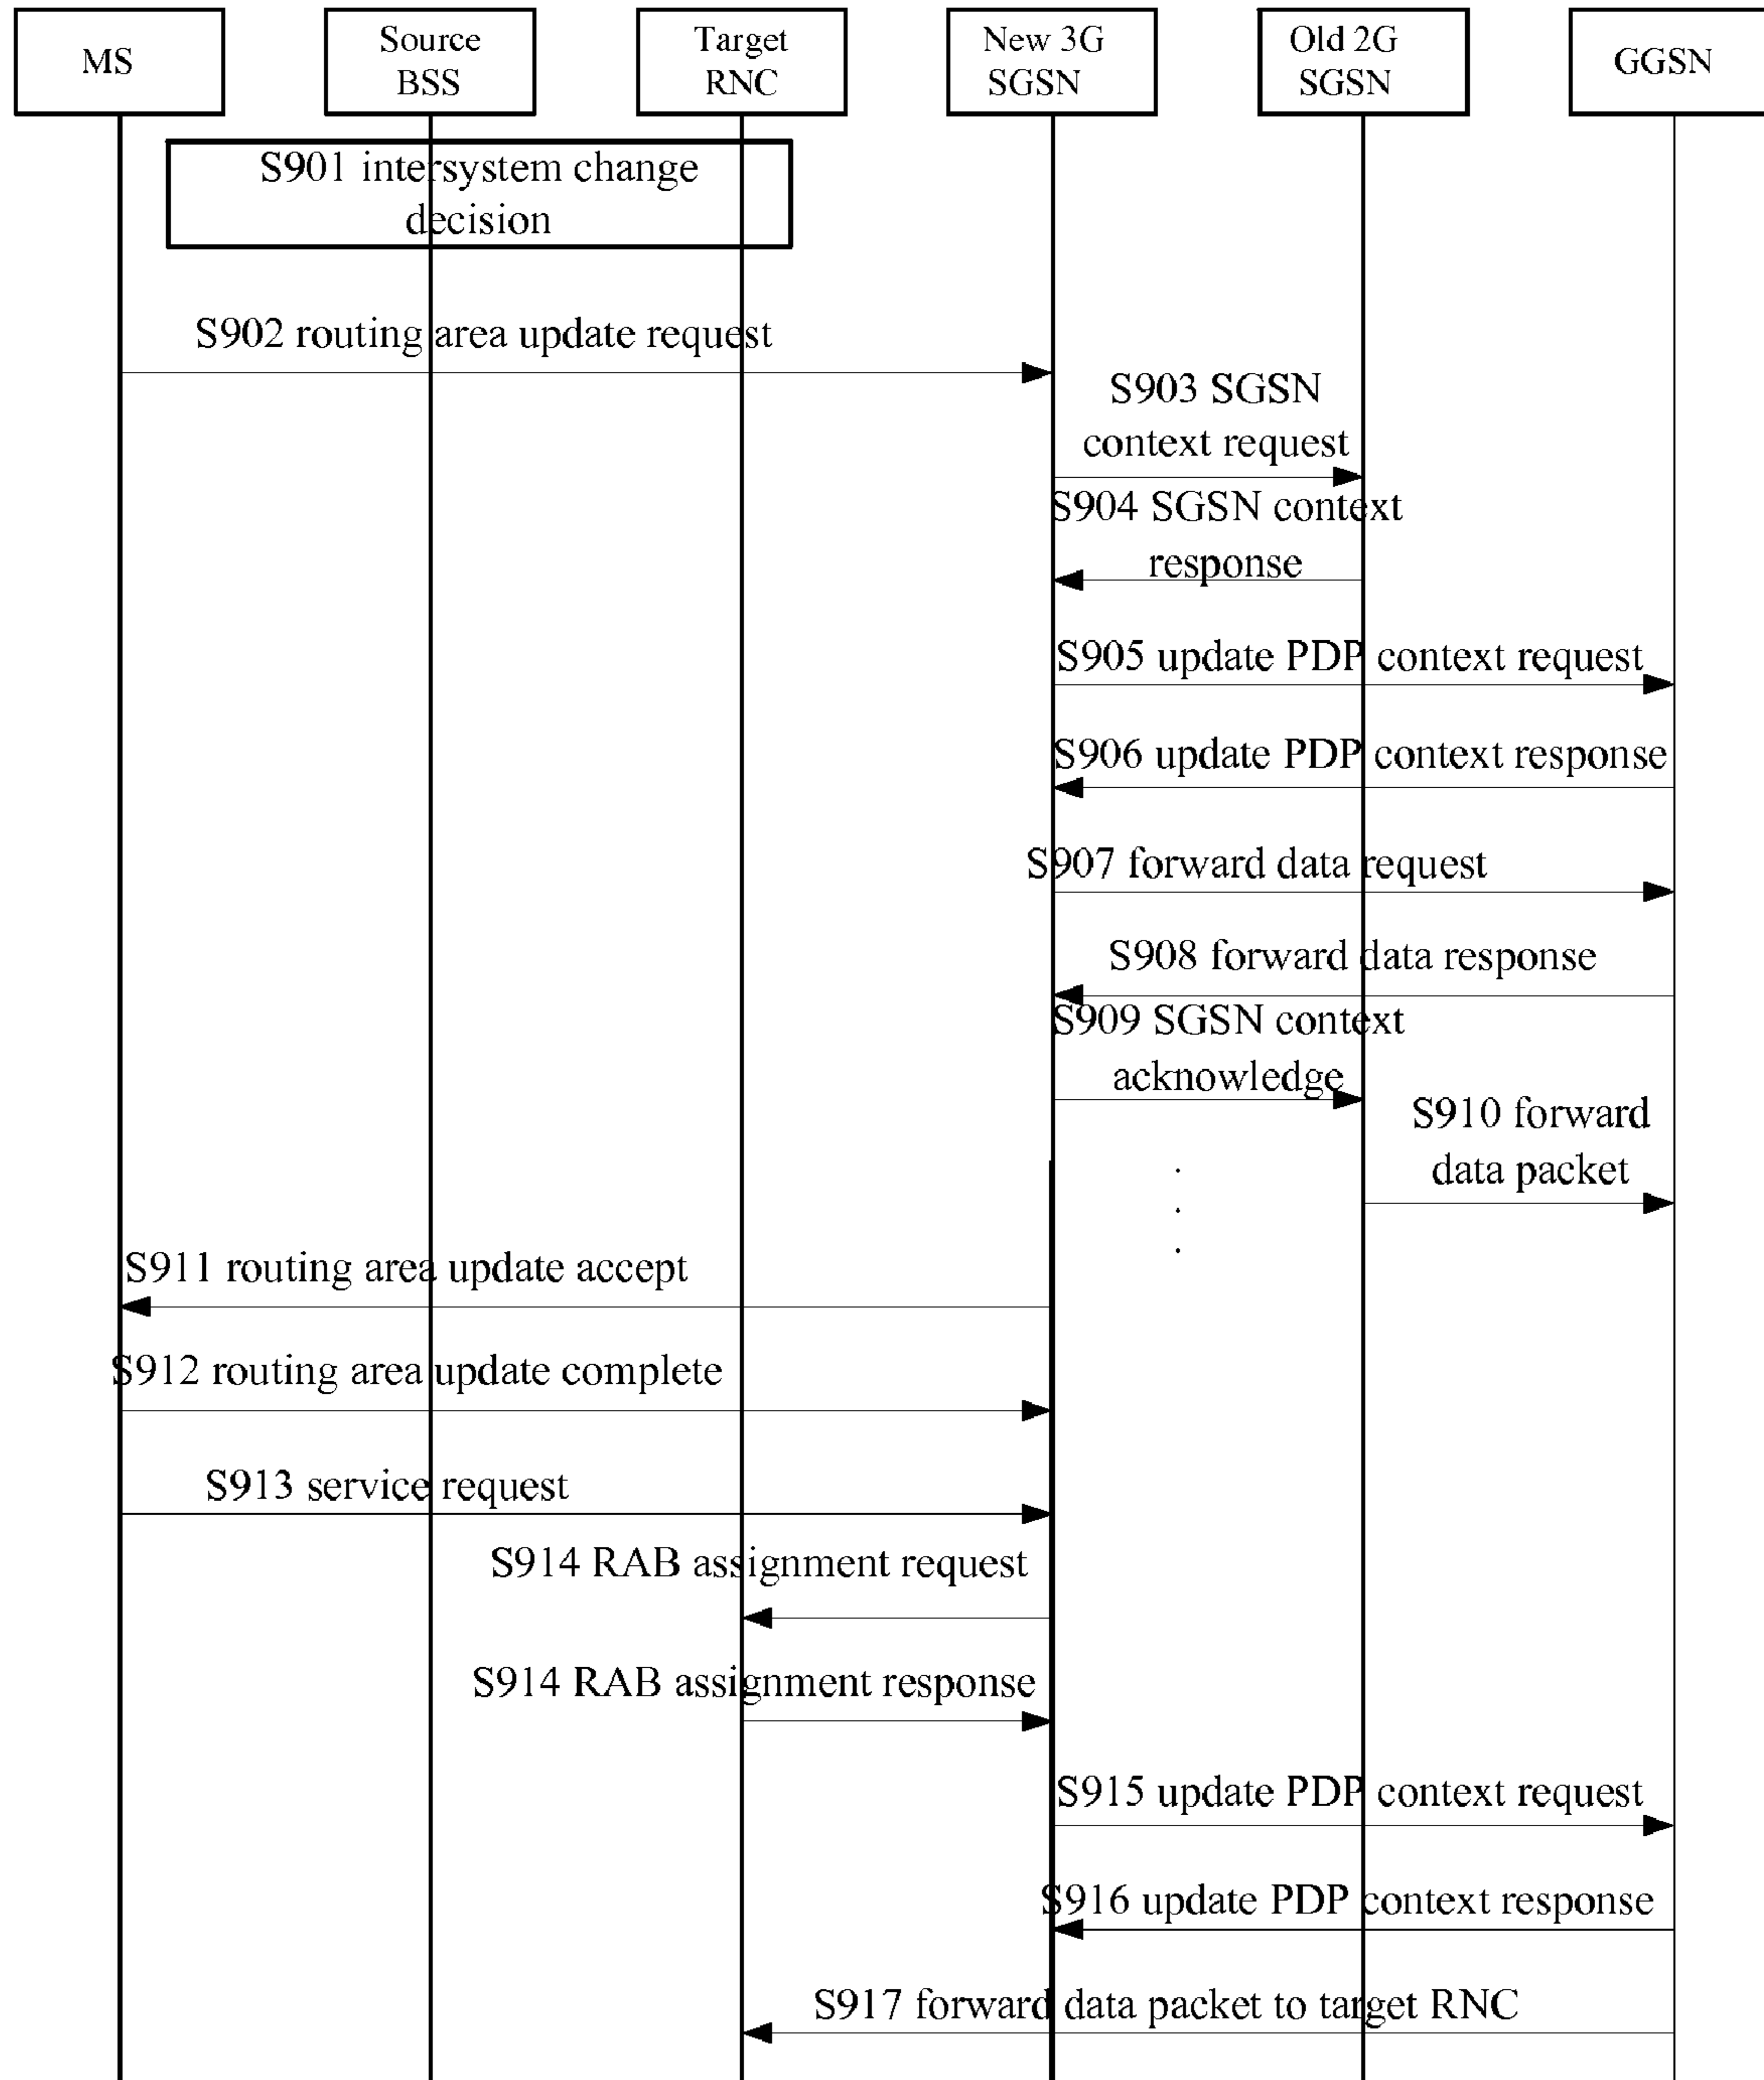 MS
Source
BSS
Target
RNC
New 3G
SGSN
Old 2G
SGSN
GGSN
S901 intersystem change
decision
S902 routing area update request
S903 SGSN
context request
S904 SGSN context
response
S905 update PDP context request
S906 update PDP context response
S907 forward data request
S908 forward data response
S909 SGSN context
acknowledge
S910 forward
data packet
S911 routing area update accept
S912 routing area update complete
S913 service request
S914 RAB assignment request
S914 RAB assignment response
S915 update PDP context request
S916 update PDP context response
S917 forward data packet to target RNC